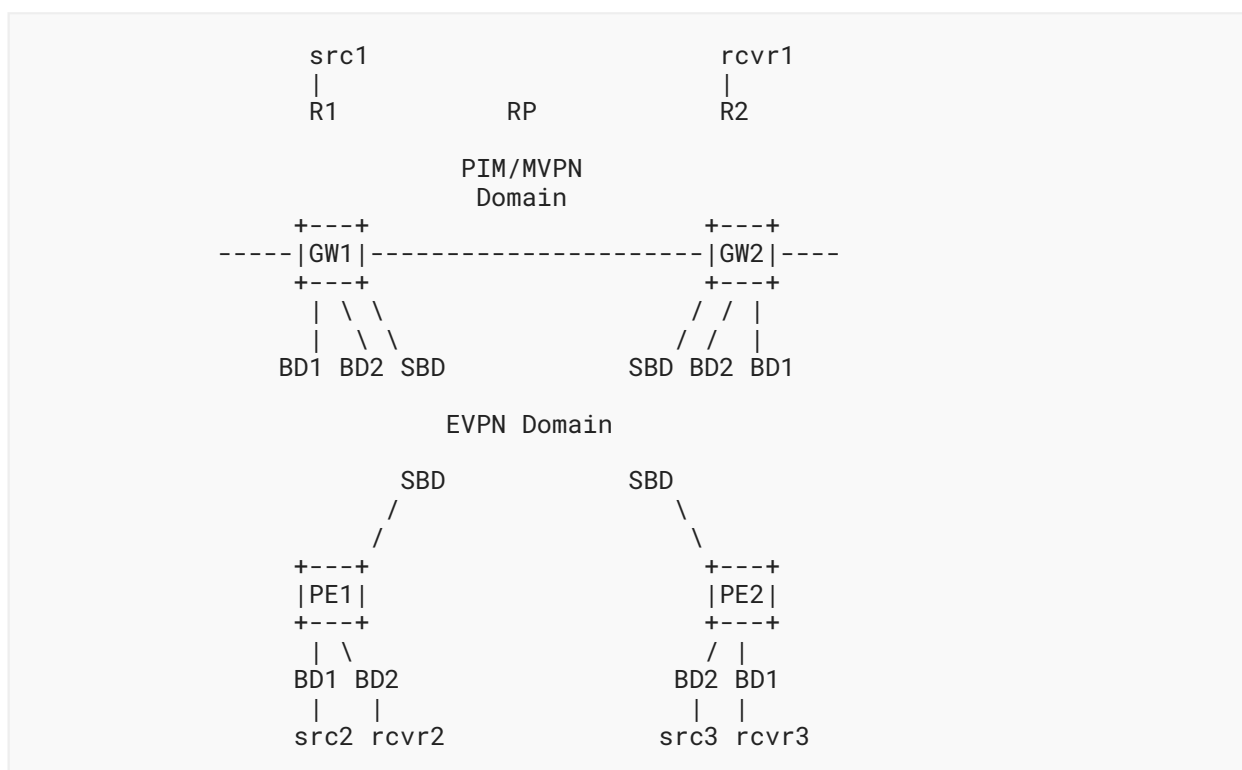 src1 rcvr1
| |
R1 RP R2
PIM/MVPN
Domain
+---+ +---+
-----|GW1|----------------------|GW2|----
+---+ +---+
| \ \ / / |
| \ \ / / |
BD1 BD2 SBD SBD BD2 BD1
EVPN Domain
SBD SBD
/ \
/ \
+---+ +---+
|PE1| |PE2|
+---+ +---+
| \ / |
BD1 BD2 BD2 BD1
| | | |
src2 rcvr2 src3 rcvr3